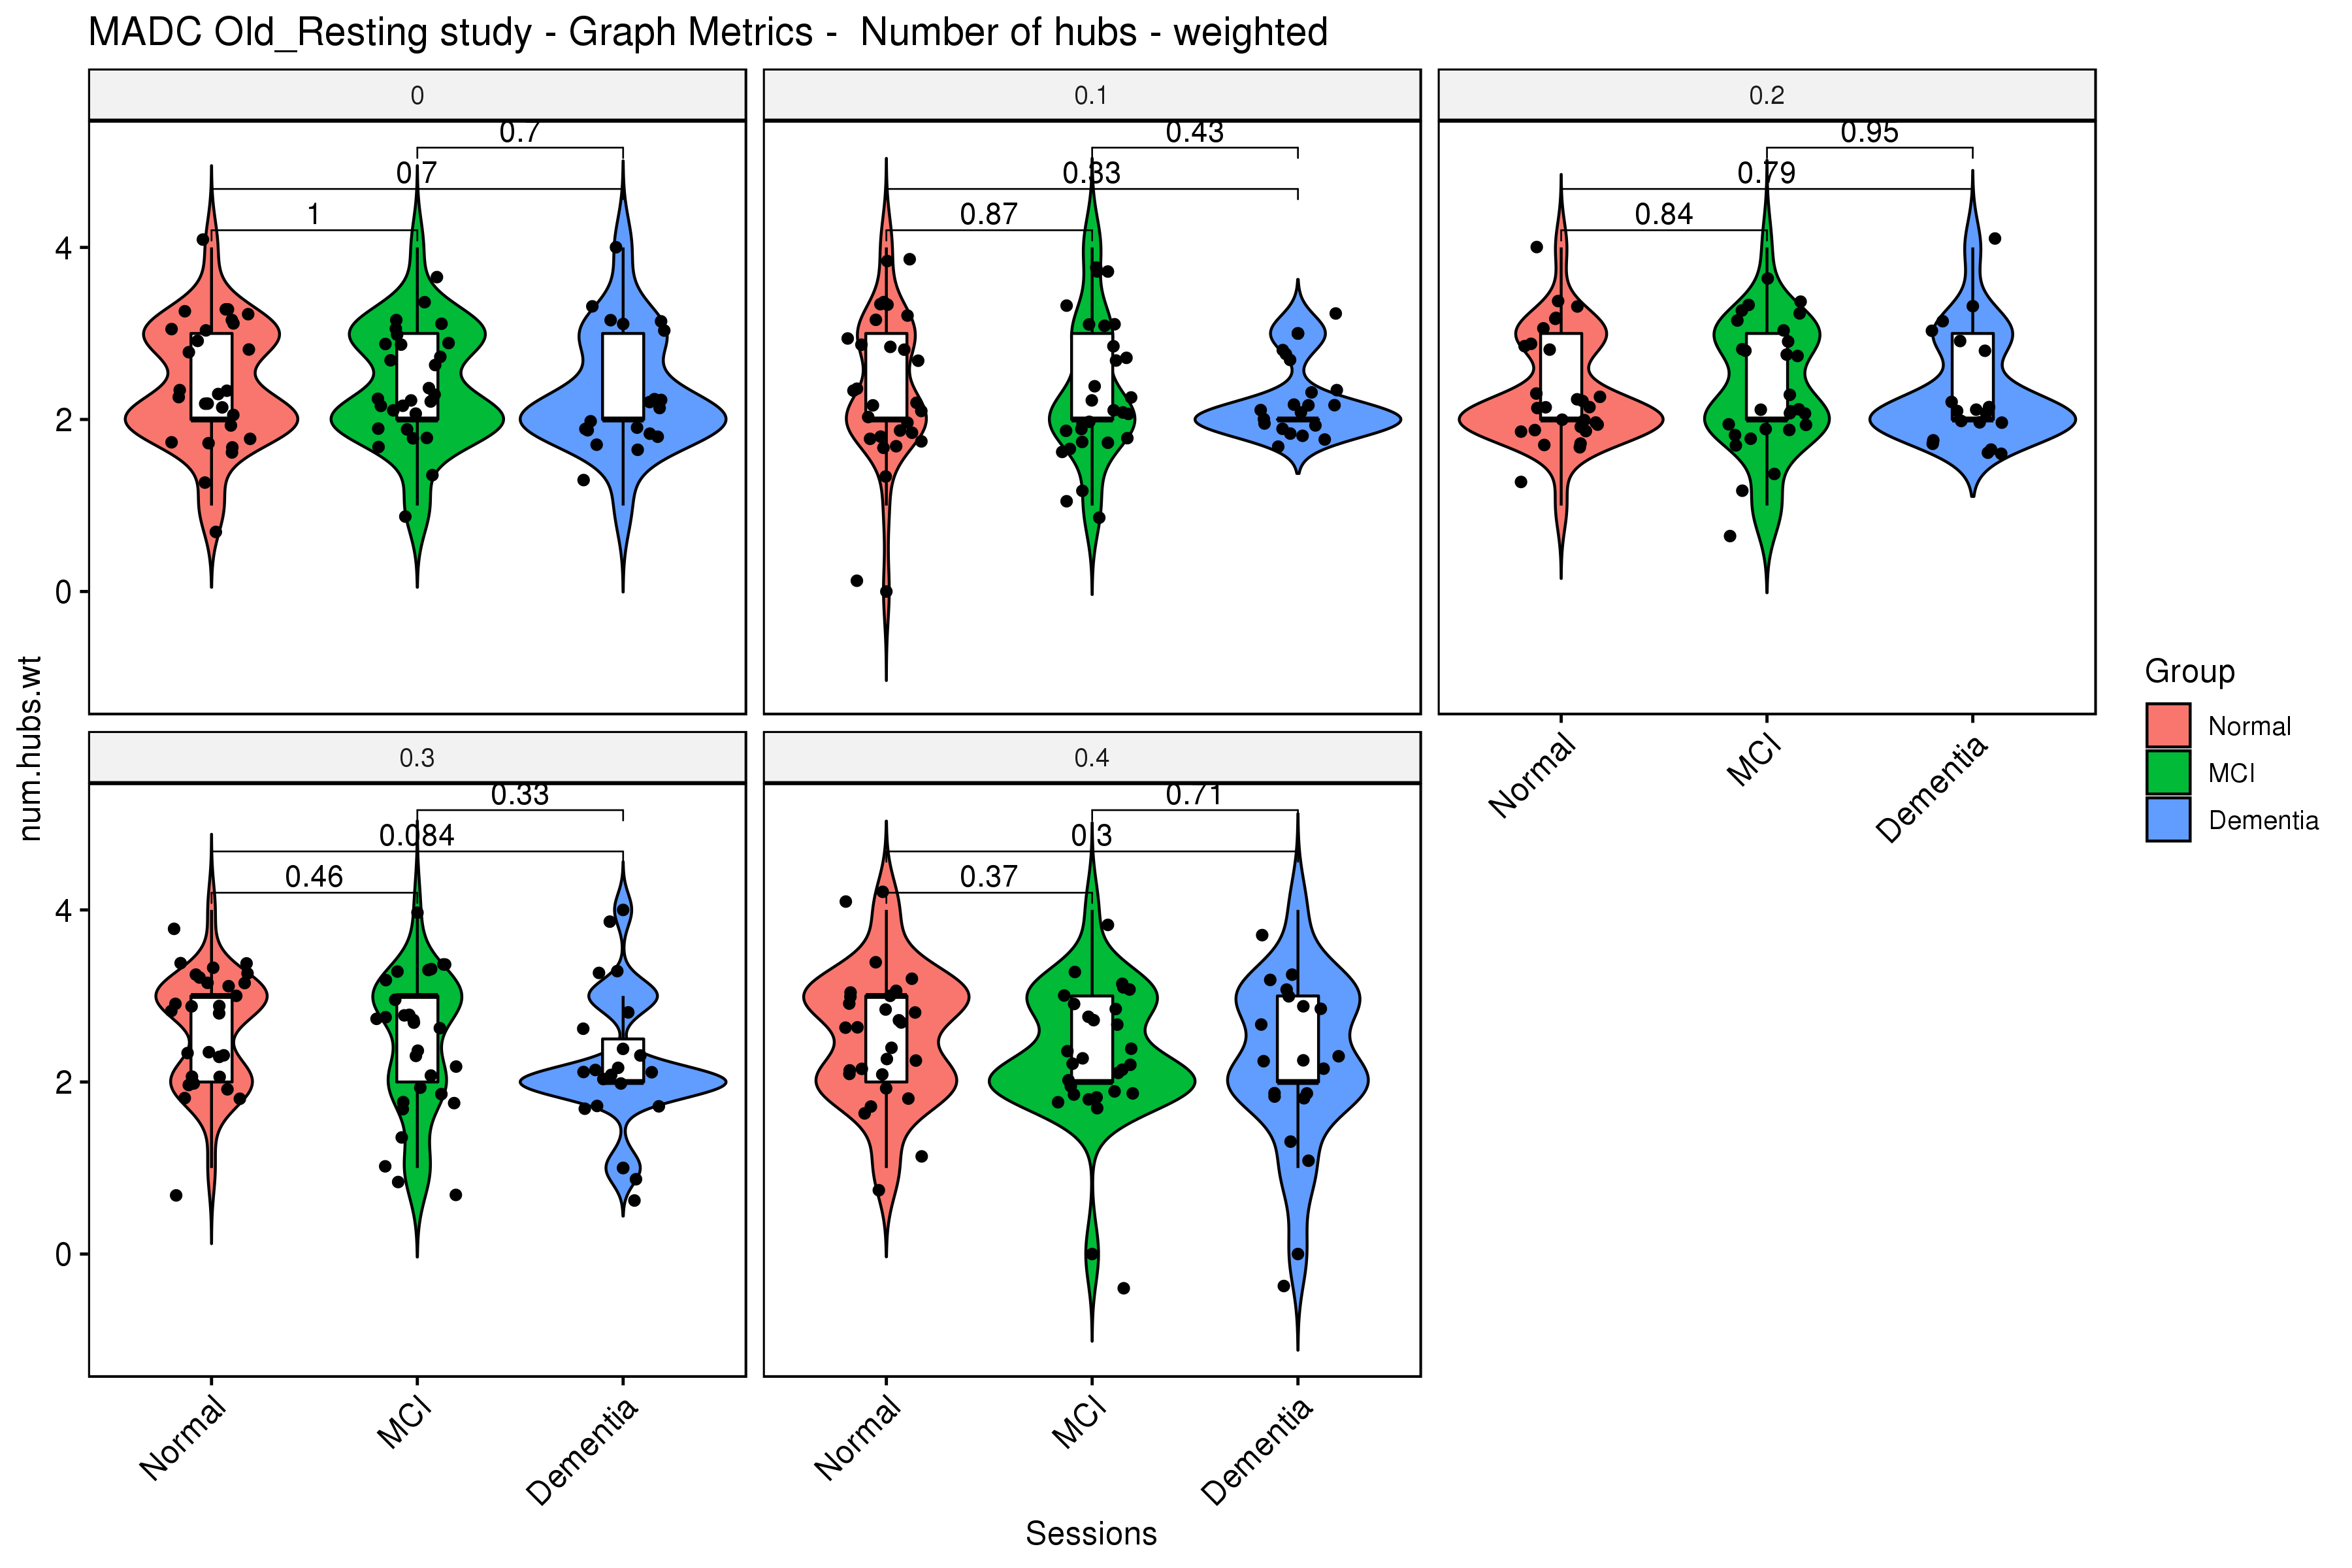 MADC Old_Resting study - Graph Metrics -  Number of hubs - weighted
0
0.1
0.2
0.7
0.7
1
0.43
0.33
0.87
0.95
0.79
0.84
4
2
0
Normal
MCI
Dementia
num.hubs.wt
0.3
0.4
0.33
0.084
0.46
0.71
0.3
0.37
4
2
0
Normal
MCI
Dementia
Normal
MCI
Dementia
Sessions
Group
Normal
MCI
Dementia